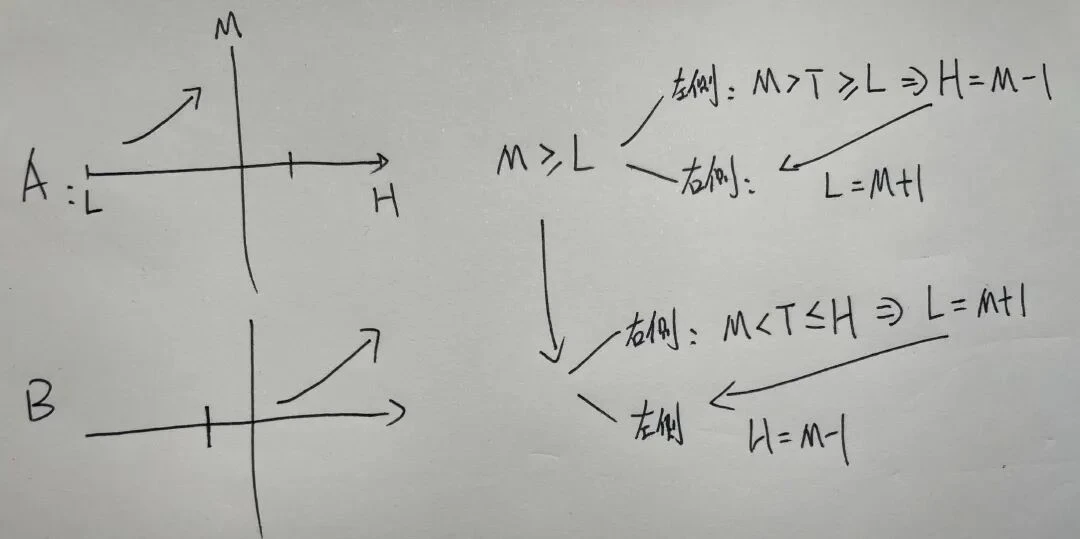 M
A:
L
H
M≥L
左侧: M>T≥L ⇒ H=M-1
右侧:
L=M+1
B
右侧: M<T≤H ⇒ L=M+1
左侧
H=M-1